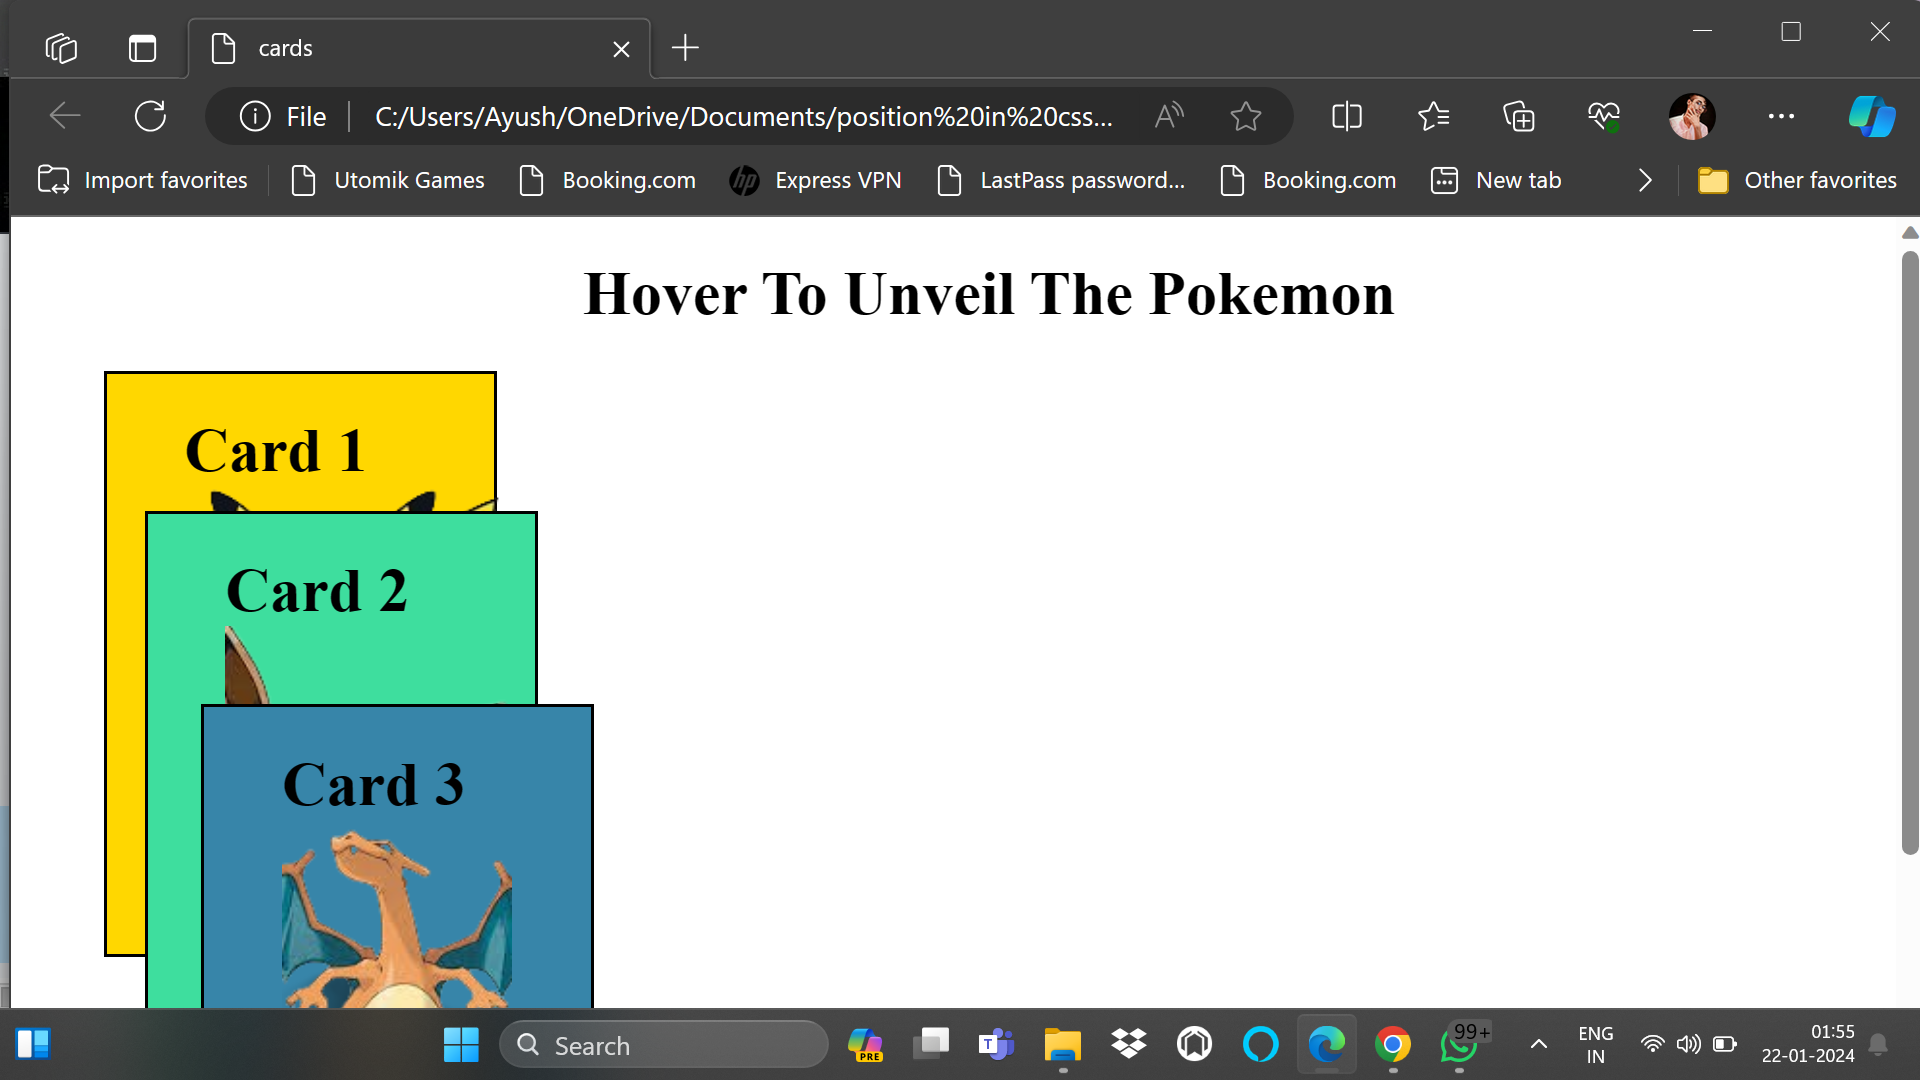 cards
File C:/Users/Ayush/OneDrive/Documents/position%20in%20css...
Import favorites Utomik Games Booking.com Express VPN LastPass password... Booking.com New tab Other favorites
Hover To Unveil The Pokemon
Card 1
Card 2
Card 3
Search
PRE
T
99+
ENG
IN
01:55
22-01-2024